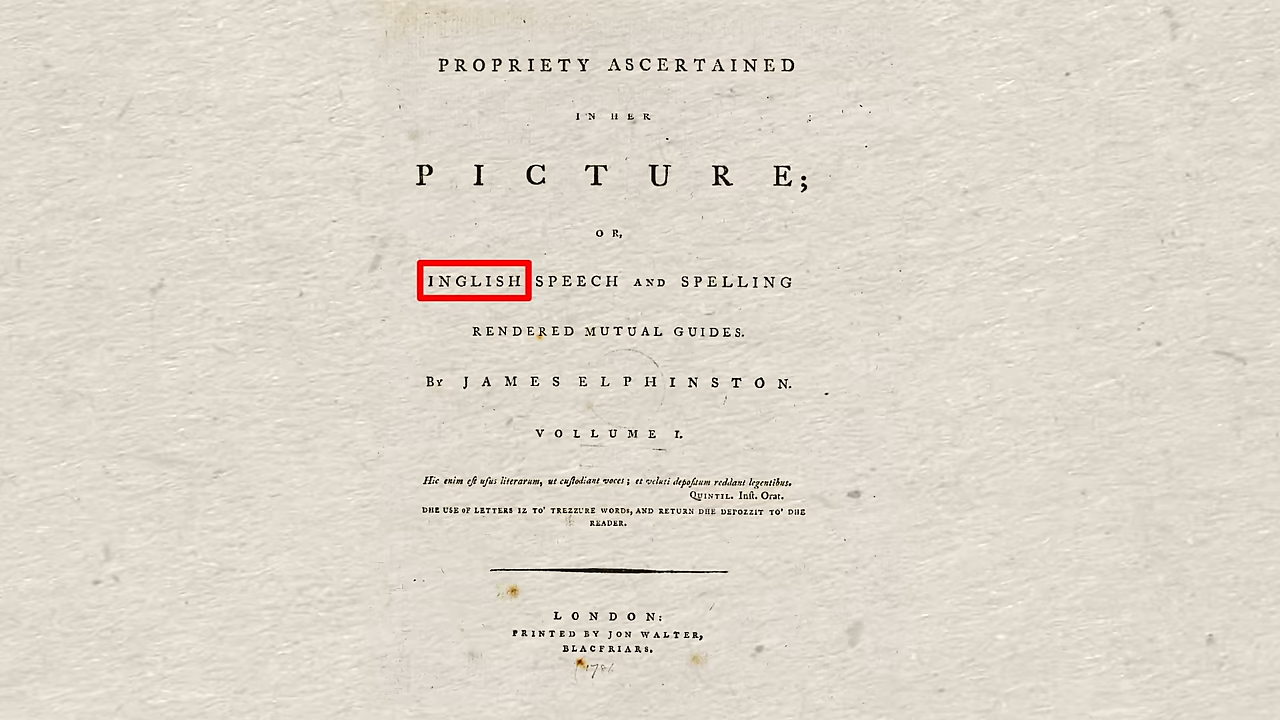 PROPRIETY ASCERTAINED
IN HER
PICTURE;
OR,
INGLISH SPEECH AND SPELLING
RENDERED MUTUAL GUIDES.
By JAMES ELPHINSTON.
VOLLUME I.
Hic enim eſt uſus literarum, ut cuſtodiant voces; et veluti depoſitum reddant legentibus.
QUINTIL. Inſt. Orat.
DHE USE OF LETTERS IZ TO' TREZZURE WORDS, AND RETURN DHE DEPOZZIT TO' DHE
READER.
LONDON:
PRINTED BY JON WALTER,
BLACFRIARS.
1786